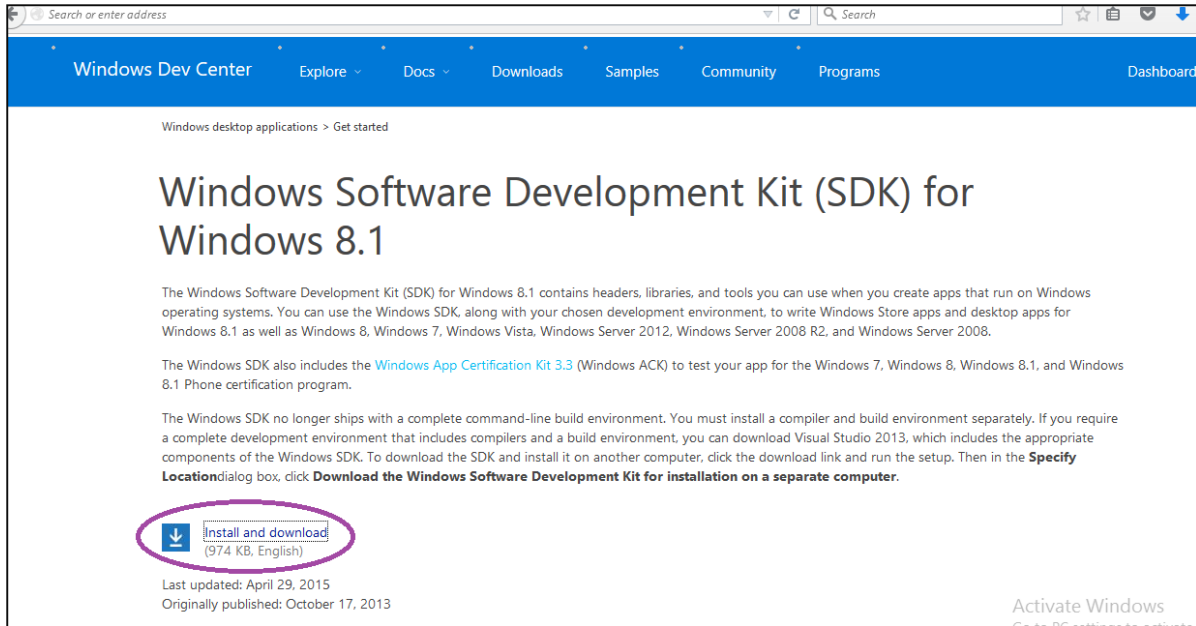 Search or enter address
Search
Windows Dev Center Explore Docs Downloads Samples Community Programs Dashboard
Windows desktop applications > Get started
Windows Software Development Kit (SDK) for
Windows 8.1
The Windows Software Development Kit (SDK) for Windows 8.1 contains headers, libraries, and tools you can use when you create apps that run on Windows
operating systems. You can use the Windows SDK, along with your chosen development environment, to write Windows Store apps and desktop apps for
Windows 8.1 as well as Windows 8, Windows 7, Windows Vista, Windows Server 2012, Windows Server 2008 R2, and Windows Server 2008.
The Windows SDK also includes the Windows App Certification Kit 3.3 (Windows ACK) to test your app for the Windows 7, Windows 8, Windows 8.1, and Windows
8.1 Phone certification program.
The Windows SDK no longer ships with a complete command-line build environment. You must install a compiler and build environment separately. If you require
a complete development environment that includes compilers and a build environment, you can download Visual Studio 2013, which includes the appropriate
components of the Windows SDK. To download the SDK and install it on another computer, click the download link and run the setup. Then in the Specify
Locationdialog box, click Download the Windows Software Development Kit for installation on a separate computer.
Install and download
(974 KB, English)
Last updated: April 29, 2015
Originally published: October 17, 2013
Activate Windows
Go to PC settings to activate